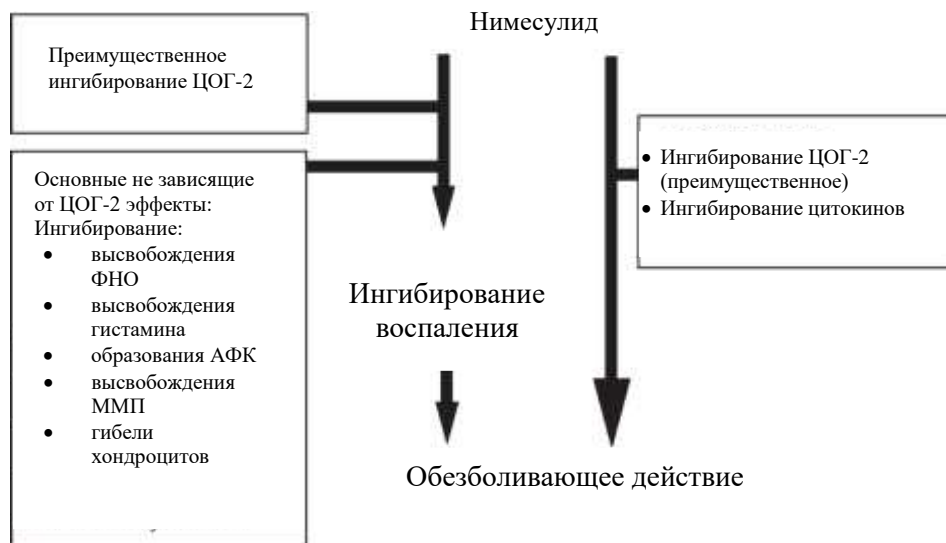 Нимесулид
Преимущественное
ингибирование ЦОГ-2
Основные не зависящие
от ЦОГ-2 эффекты:
Ингибирование:
• высвобождения
ФНО
• высвобождения
гистамина
• образования АФК
• высвобождения
ММП
• гибели
хондроцитов
• Ингибирование ЦОГ-2
(преимущественное)
• Ингибирование цитокинов
Ингибирование
воспаления
Обезболивающее действие